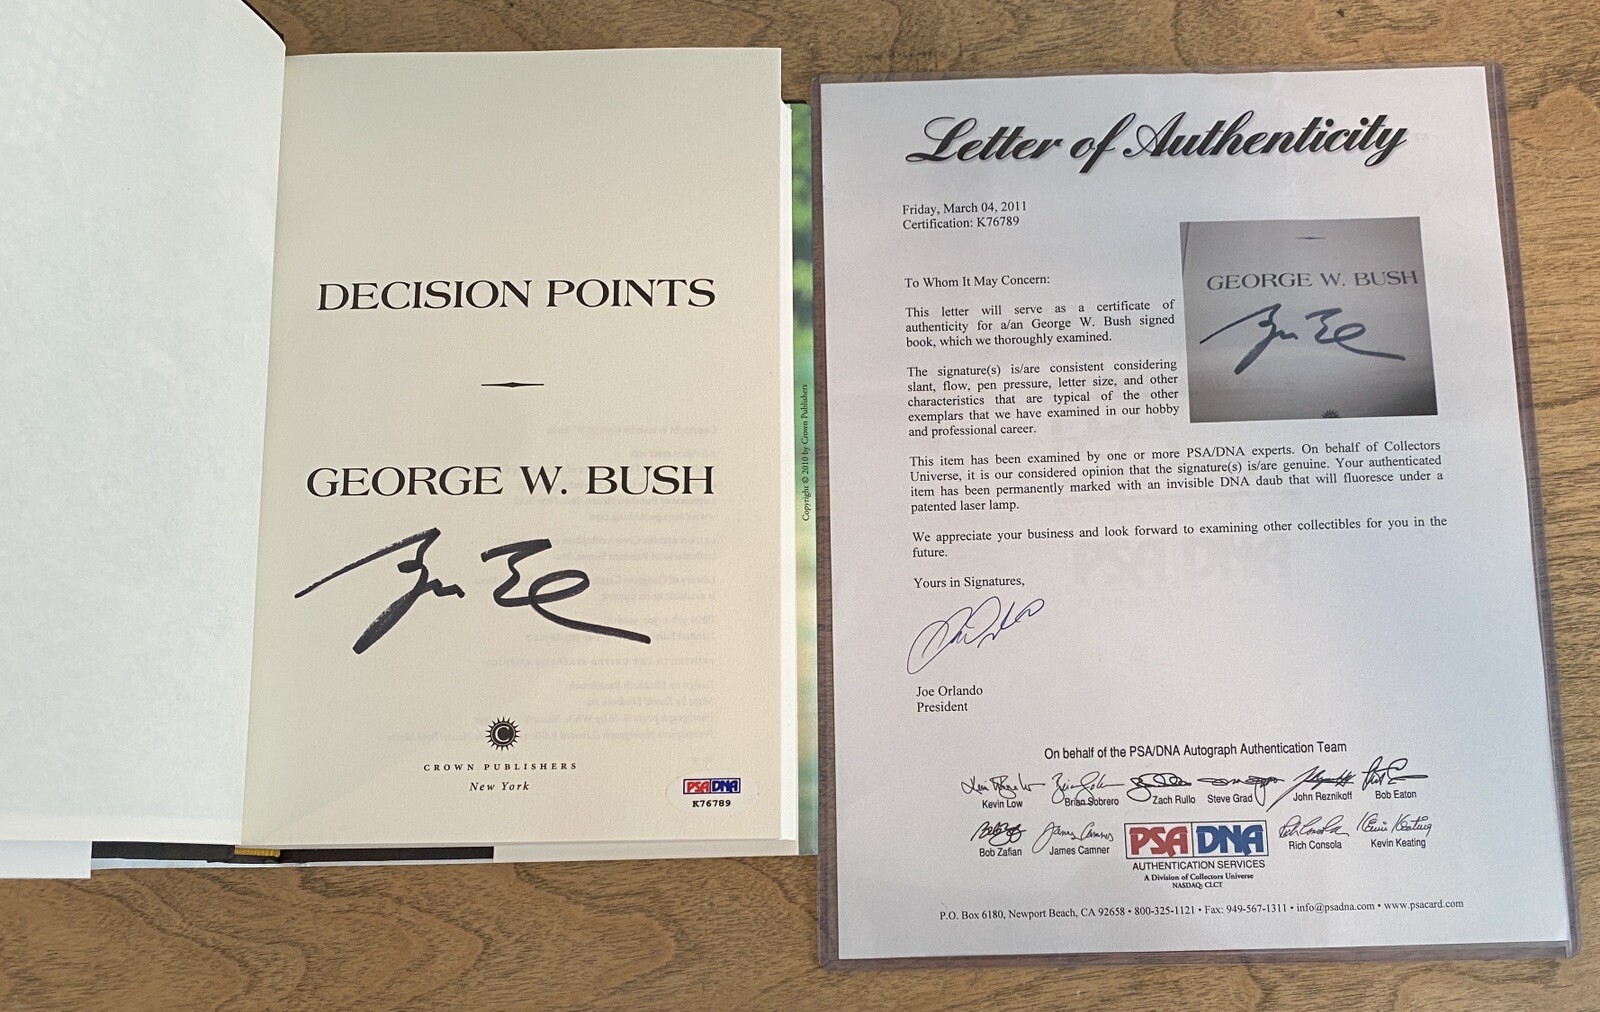 DECISION POINTS
GEORGE W. BUSH
CROWN PUBLISHERS
New York
PSA DNA
K76789
Copyright © 2010 by Crown Publishers
Letter of Authenticity
Friday, March 04, 2011
Certification: K76789
GEORGE W. BUSH
To Whom It May Concern:
This letter will serve as a certificate of
authenticity for a/an George W. Bush signed
book, which we thoroughly examined.
The signature(s) is/are consistent considering
slant, flow, pen pressure, letter size, and other
characteristics that are typical of the other
exemplars that we have examined in our hobby
and professional career.
This item has been examined by one or more PSA/DNA experts. On behalf of Collectors
Universe, it is our considered opinion that the signature(s) is/are genuine. Your authenticated
item has been permanently marked with an invisible DNA daub that will fluoresce under a
patented laser lamp.
We appreciate your business and look forward to examining other collectibles for you in the
future.
Yours in Signatures,
Joe Orlando
President
On behalf of the PSA/DNA Autograph Authentication Team
Kevin Low Brian Sobrero Zach Rullo Steve Grad John Reznikoff Bob Eaton
Bob Zafian James Camner Rich Consola Kevin Keating
PSA DNA
AUTHENTICATION SERVICES
A Division of Collectors Universe
NASDAQ: CLCT
P.O. Box 6180, Newport Beach, CA 92658 • 800-325-1121 • Fax: 949-567-1311 • info@psadna.com • www.psacard.com